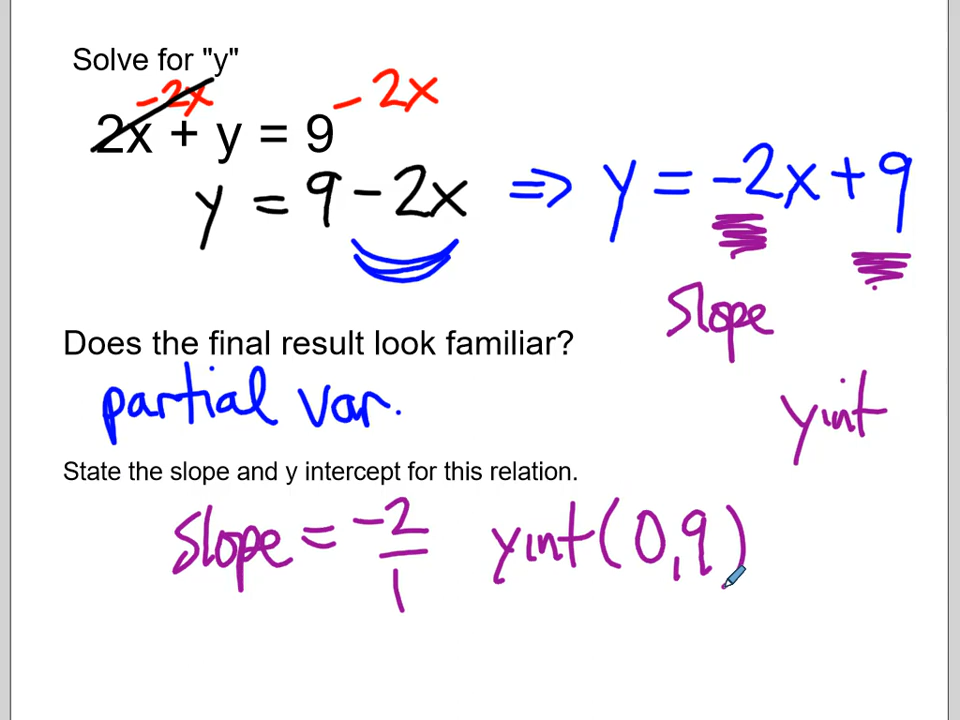 Solve for "y"
-2x - 2x
2x + y = 9
y = 9 - 2x ⇒ y = -2x + 9
slope
Does the final result look familiar?
partial var.
yint
State the slope and y intercept for this relation.
slope = -2/1 yint (0,9)